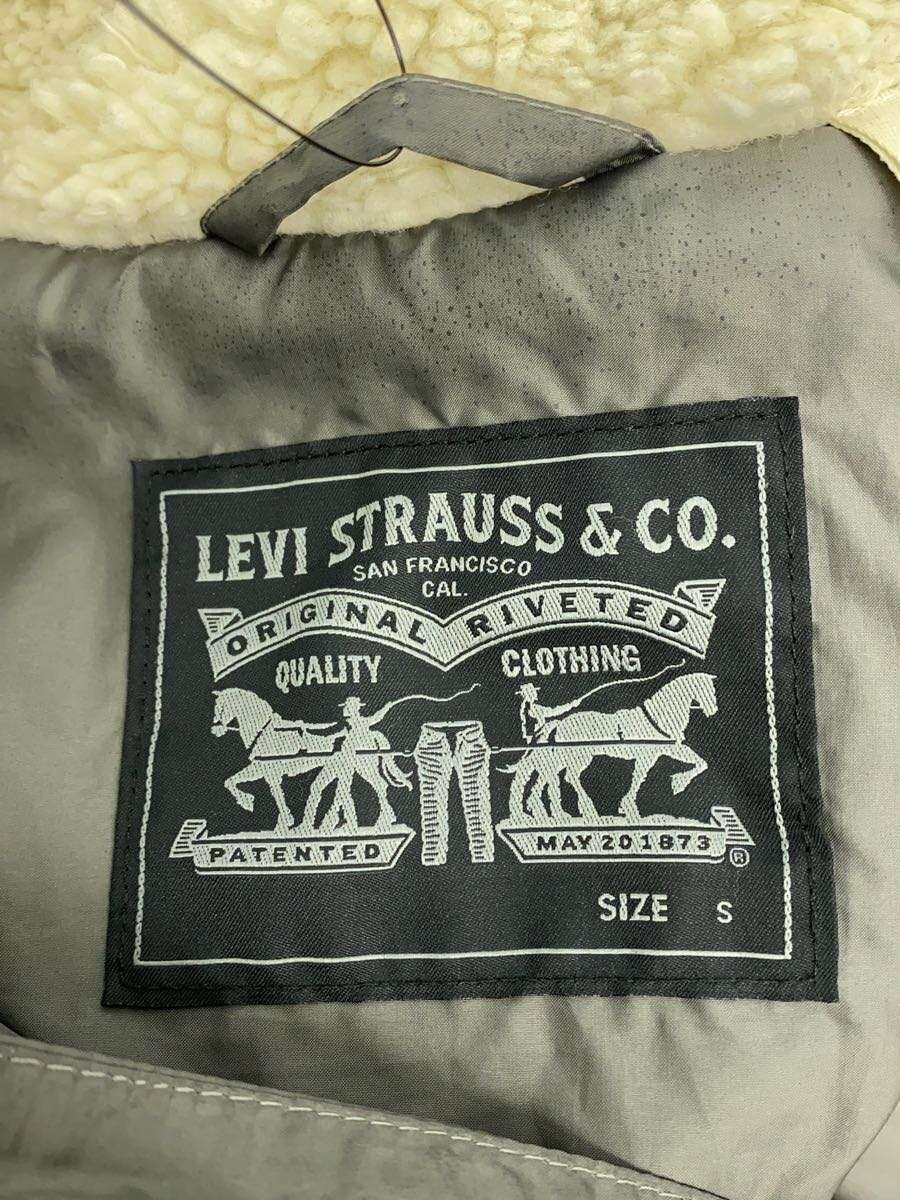 LEVI STRAUSS & CO.
SAN FRANCISCO
CAL.
ORIGINAL RIVETED
QUALITY CLOTHING
PATENTED MAY 20 1873 ®
SIZE S